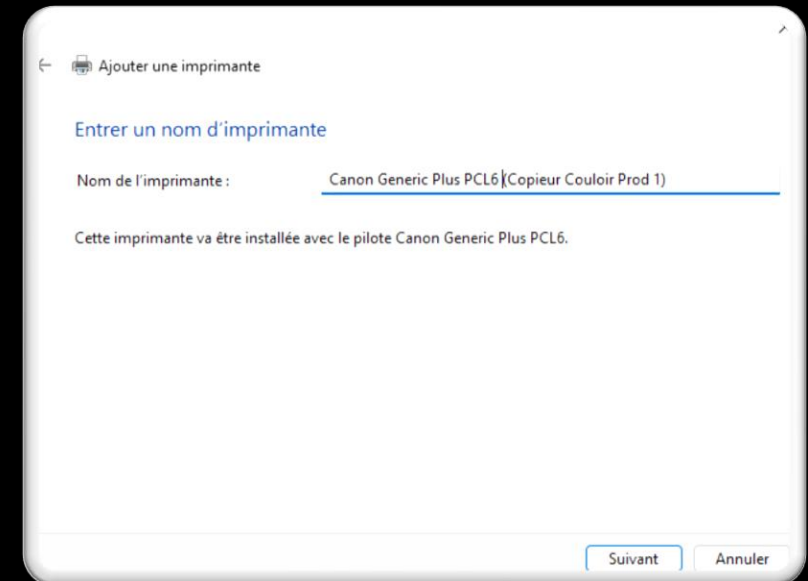 Ajouter une imprimante
Entrer un nom d'imprimante
Nom de l'imprimante : Canon Generic Plus PCL6 (Copieur Couloir Prod 1)
Cette imprimante va être installée avec le pilote Canon Generic Plus PCL6.
Suivant Annuler